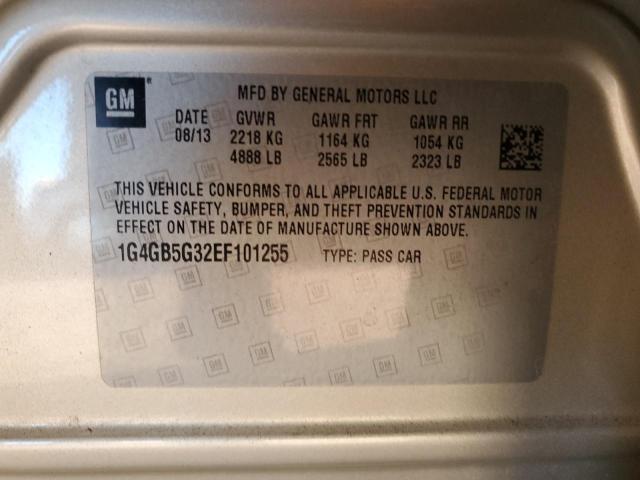 GM ®
MFD BY GENERAL MOTORS LLC
DATE GVWR GAWR FRT GAWR RR
08/13 2218 KG 1164 KG 1054 KG
4888 LB 2565 LB 2323 LB
THIS VEHICLE CONFORMS TO ALL APPLICABLE U.S. FEDERAL MOTOR
VEHICLE SAFETY, BUMPER, AND THEFT PREVENTION STANDARDS IN
EFFECT ON THE DATE OF MANUFACTURE SHOWN ABOVE.
1G4GB5G32EF101255 TYPE: PASS CAR